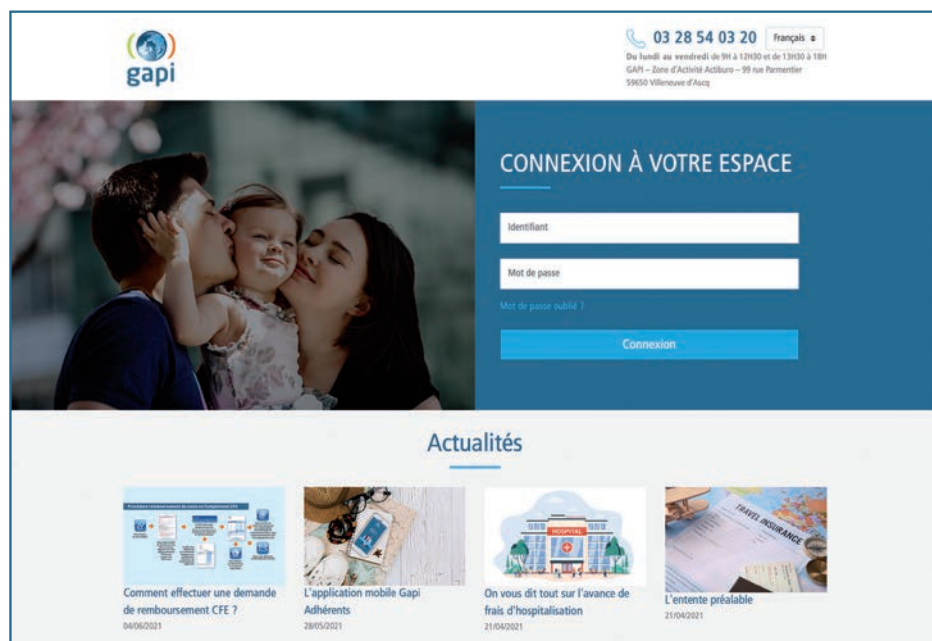 gapi
03 28 54 03 20
Français
Du lundi au vendredi de 9H à 12H30 et de 13H30 à 18H
GAPI – Zone d'Activité Actiburo – 99 rue Parmentier
59650 Villeneuve d'Ascq
CONNEXION À VOTRE ESPACE
Identifiant
Mot de passe
Mot de passe oublié ?
Connexion
Actualités
HOSPITAL
TRAVEL INSURANCE
Comment effectuer une demande
de remboursement CFE ?
04/06/2021
L'application mobile Gapi
Adhérents
28/05/2021
On vous dit tout sur l'avance de
frais d'hospitalisation
21/04/2021
L'entente préalable
21/04/2021